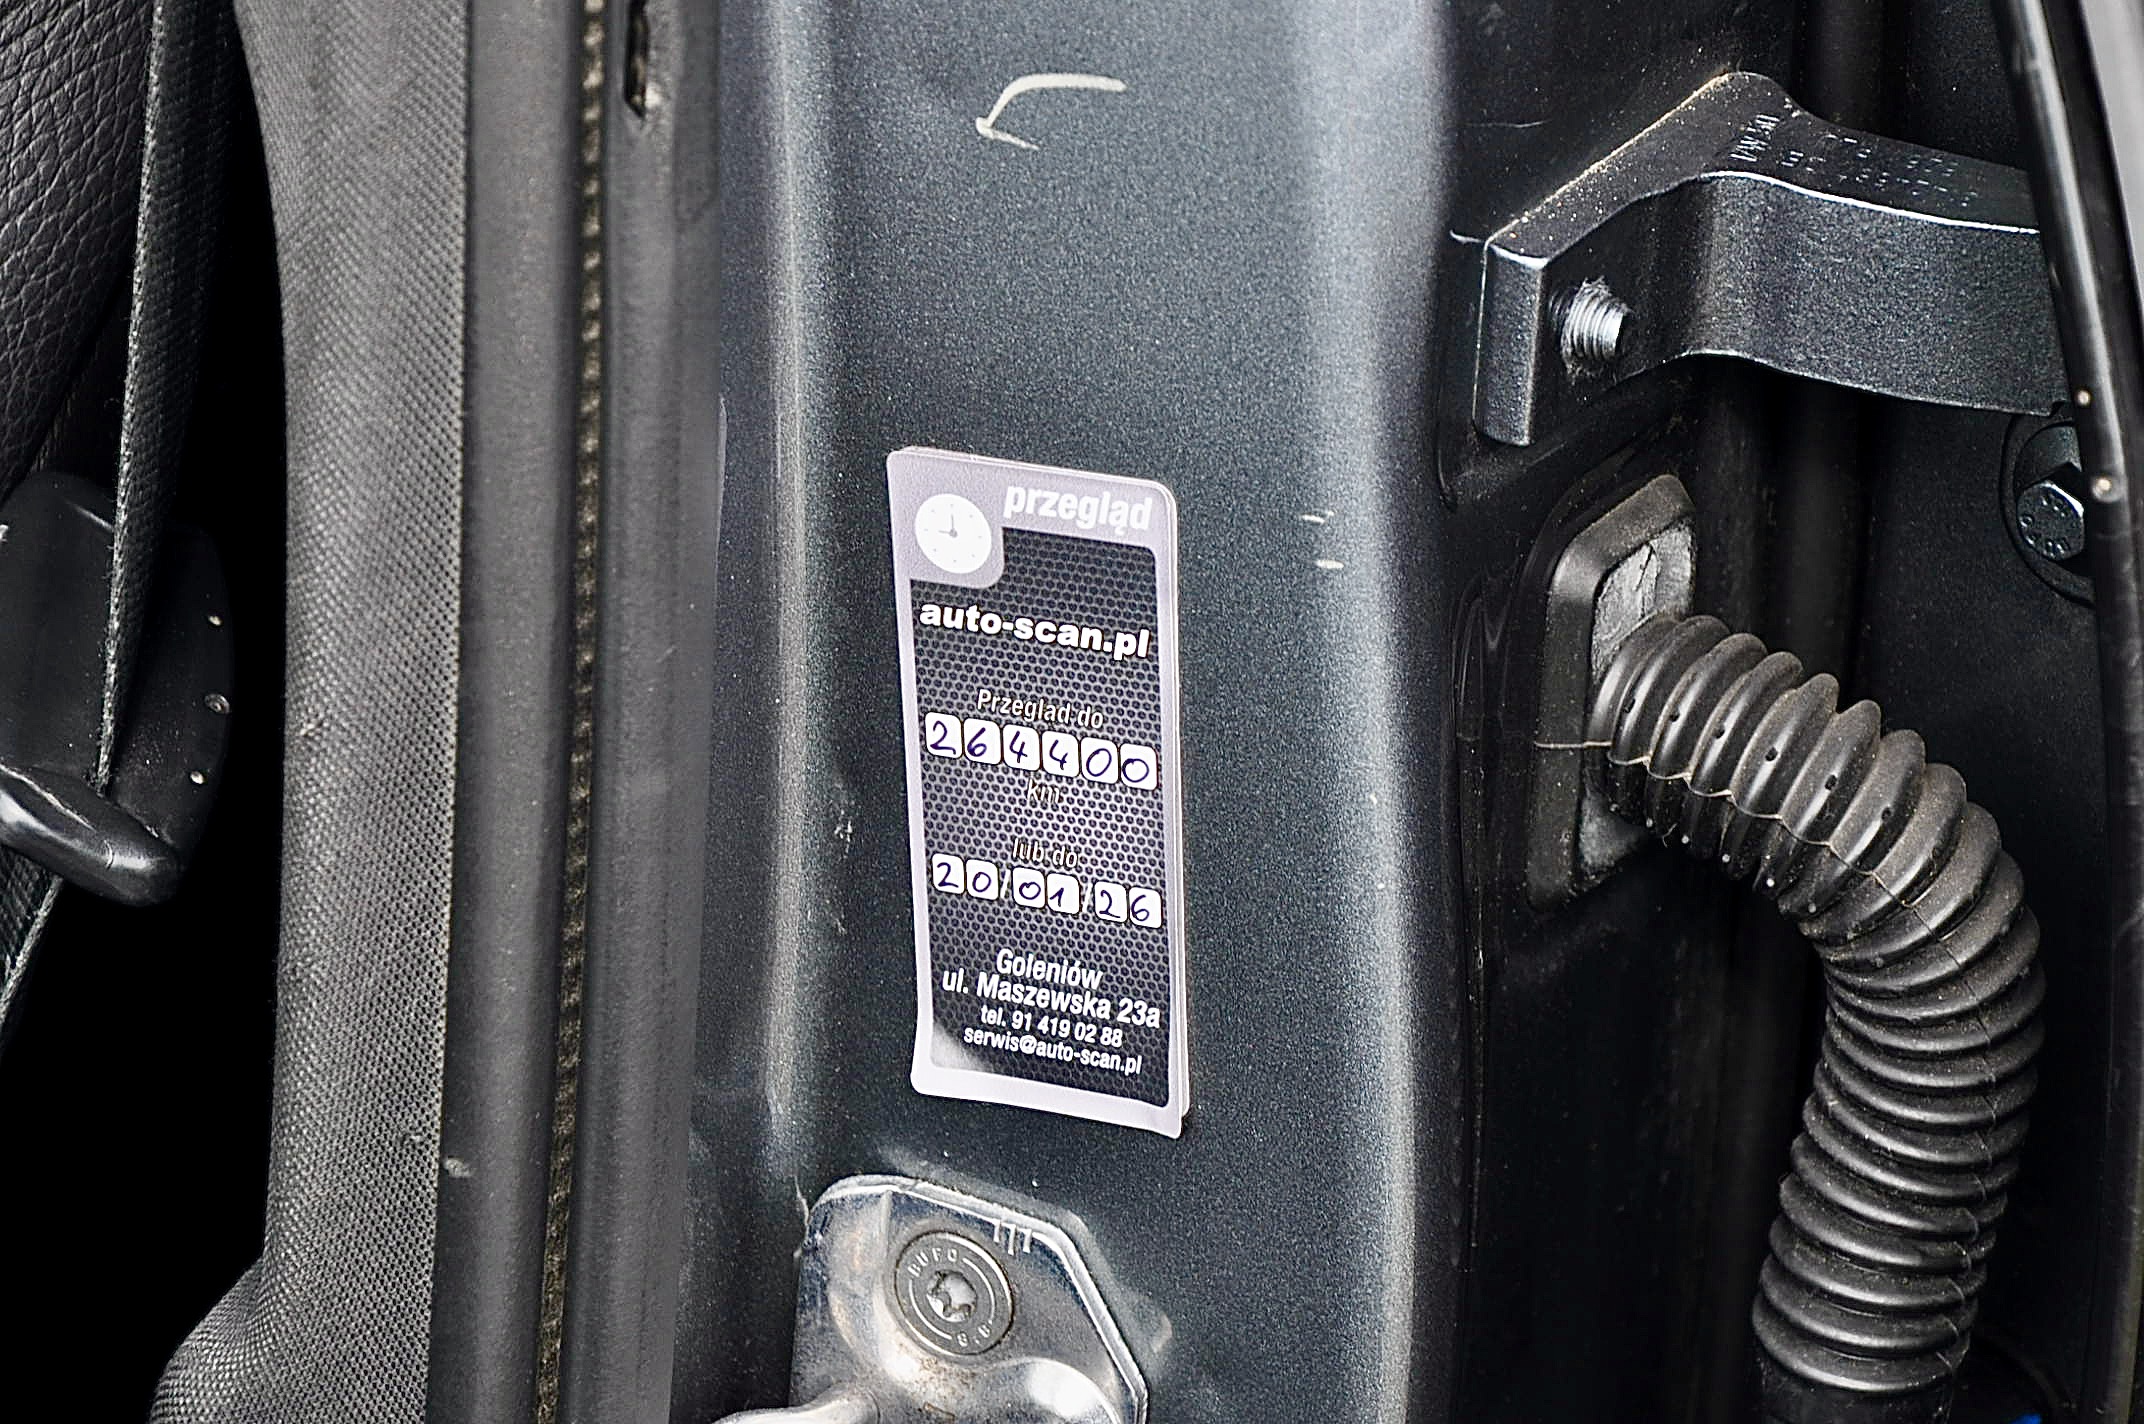 przegląd
auto-scan.pl
Przegląd do
264400
km
lub do
20/01/26
Goleniów
ul. Maszewska 23a
tel. 91 419 02 88
serwis@auto-scan.pl